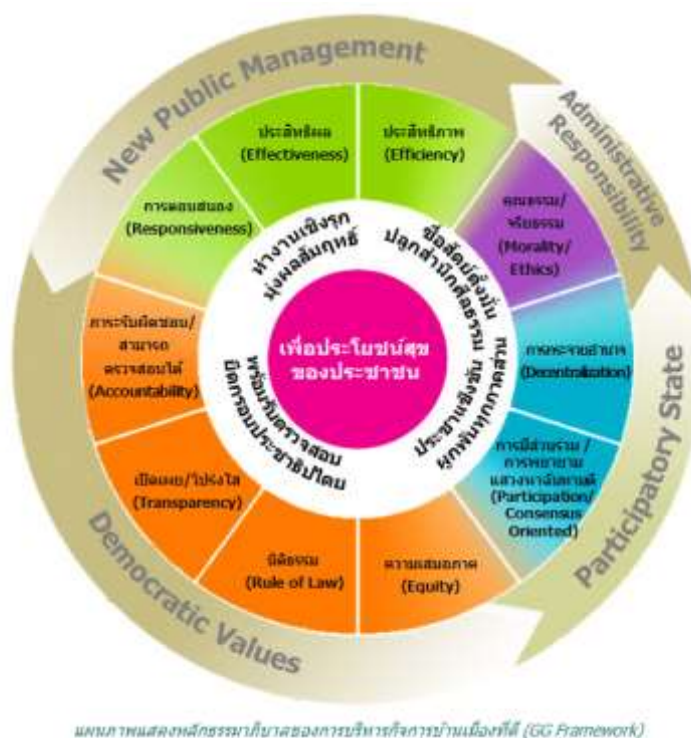 New Public Management
Administrative
Responsibility
Participatory State
Democratic Values
ประสิทธิผล
(Effectiveness)
ประสิทธิภาพ
(Efficiency)
คุณธรรม/
จริยธรรม
(Morality/
Ethics)
การกระจายอำนาจ
(Decentralization)
การมีส่วนร่วม /
การพยายาม
แสวงหาฉันทามติ
(Participation/
Consensus
Oriented)
ความเสมอภาค
(Equity)
นิติธรรม
(Rule of Law)
เปิดเผย/โปร่งใส
(Transparency)
ภาระรับผิดชอบ/
สามารถ
ตรวจสอบได้
(Accountability)
การตอบสนอง
(Responsiveness)
ทำงานเชิงรุก
มุ่งผลสัมฤทธิ์
ซื่อสัตย์ตั้งมั่น
ปลูกสำนึกศีลธรรม
ประชาแข็งขัน
ผูกพันทุกภาคส่วน
พร้อมรับตรวจสอบ
ยึดกรอบประชาธิปไตย
เพื่อประโยชน์สุข
ของประชาชน
แผนภาพแสดงหลักธรรมาภิบาลของการบริหารกิจการบ้านเมืองที่ดี (GG Framework)